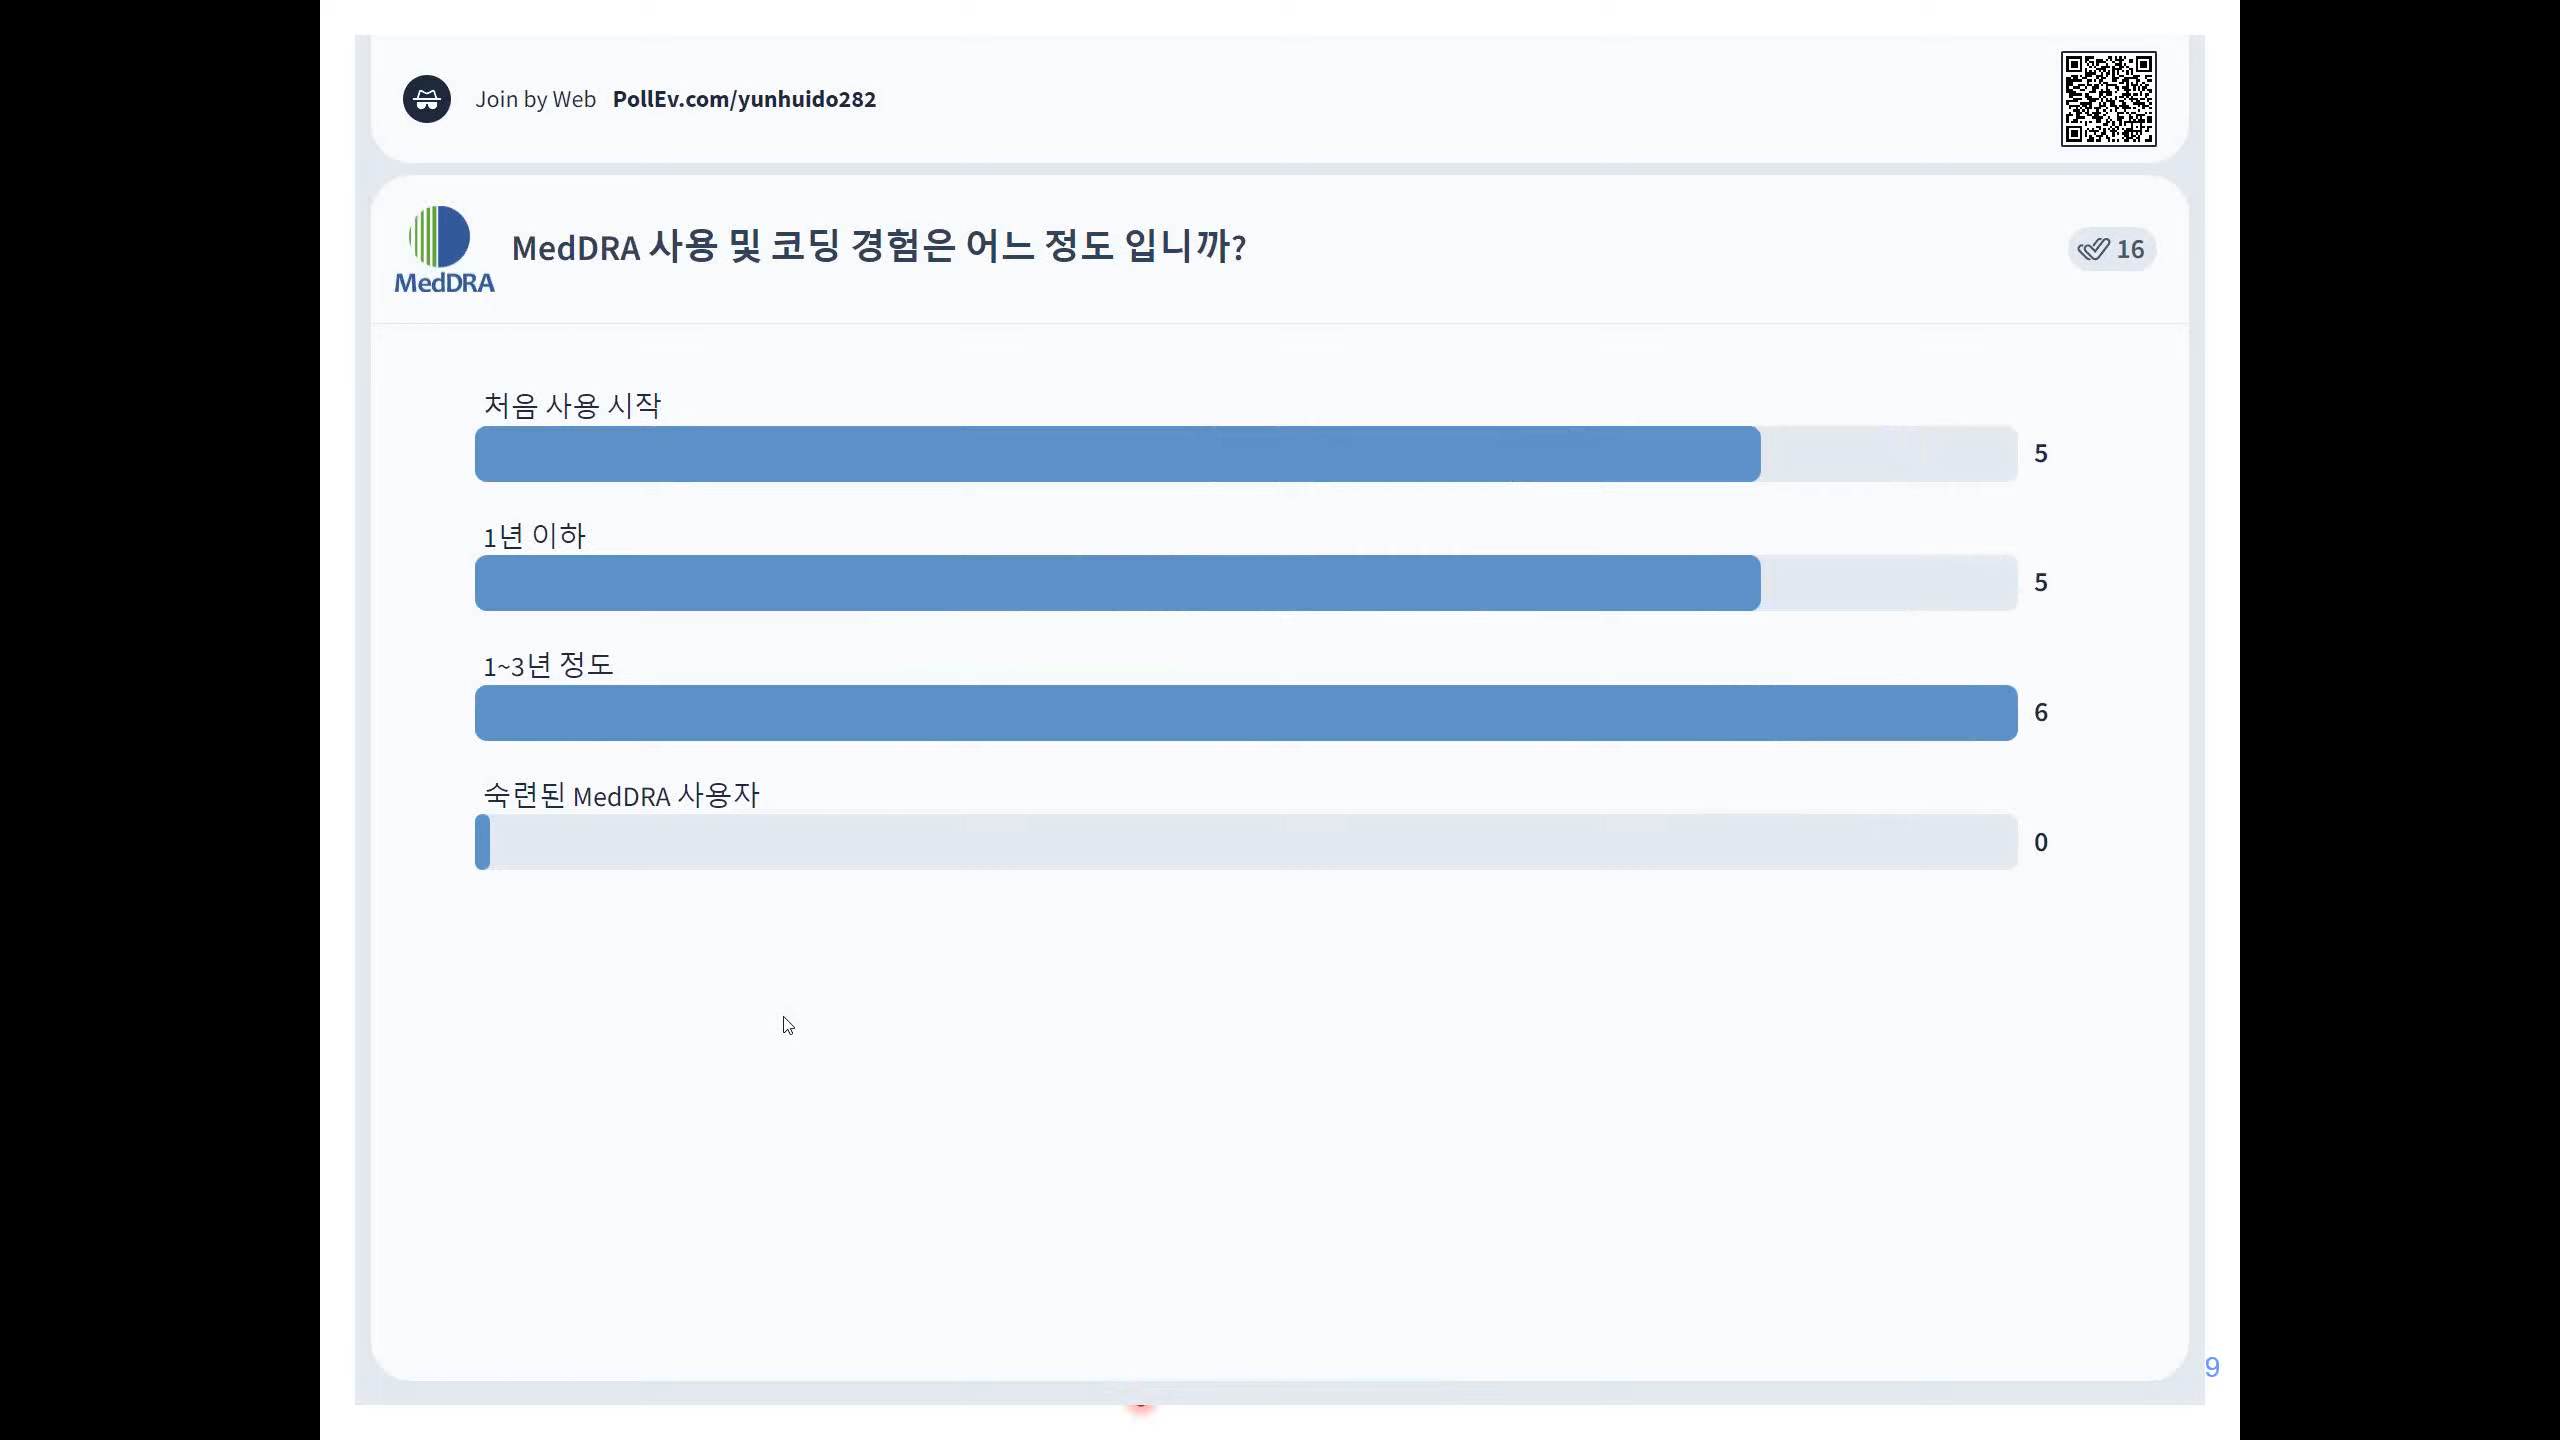 Join by Web PollEv.com/yunhuido282
MedDRA
MedDRA 사용 및 코딩 경험은 어느 정도 입니까?
16
처음 사용 시작
5
1년 이하
5
1~3년 정도
6
숙련된 MedDRA 사용자
0
9